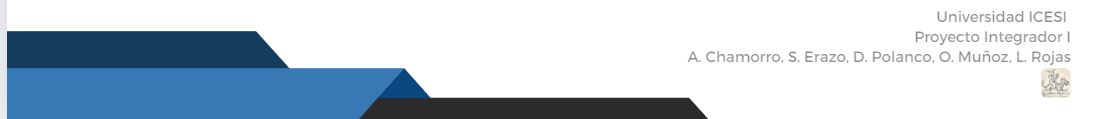 Universidad ICESI
Proyecto Integrador I
A. Chamorro, S. Erazo, D. Polanco, O. Muñoz, L. Rojas